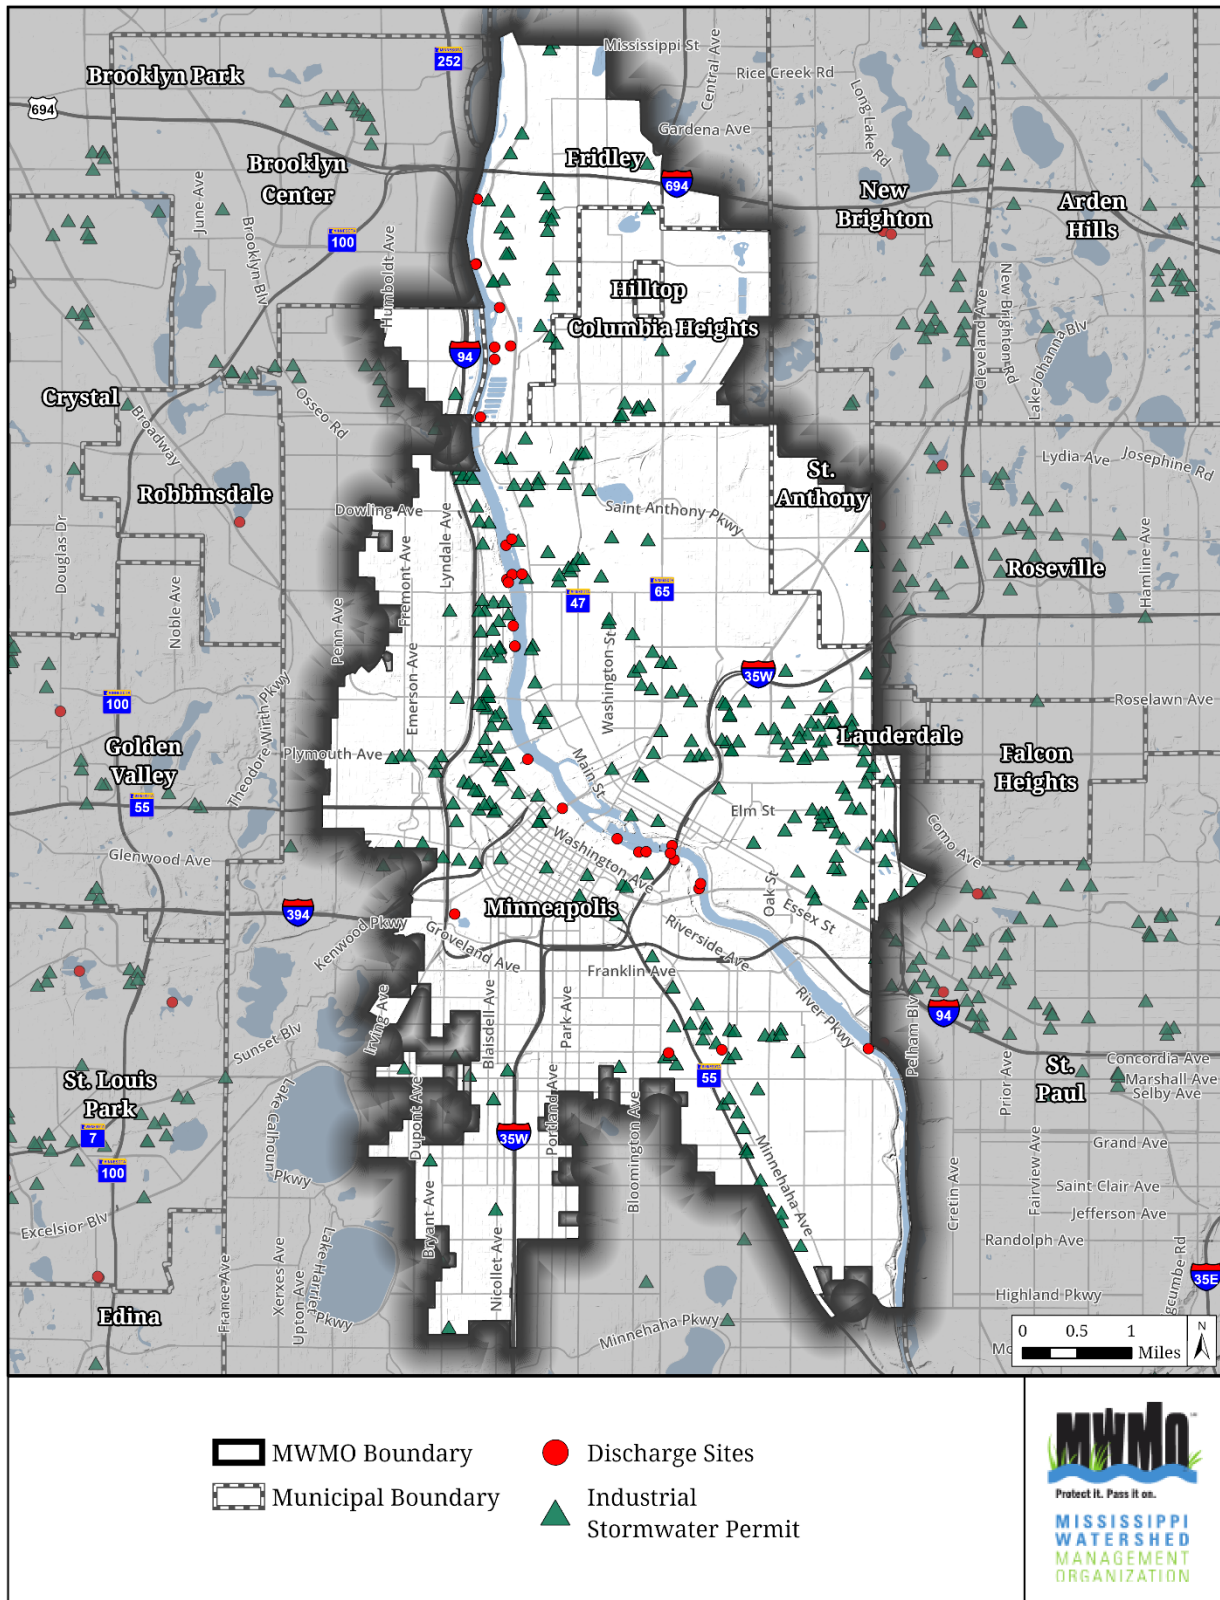 Mississippi St
252
Central Ave
Brooklyn Park
Rice Creek Rd
694
Long Lake Rd
Gardena Ave
Brooklyn
Center
Fridley
694
New
Brighton
Arden
Hills
June Ave
Brooklyn Blv
100
Humboldt Ave
Hilltop
Columbia Heights
New Brighton Rd
Cleveland Ave
Lake Johanna Blv
94
Crystal
Broadway
Osseo Rd
Robbinsdale
St.
Anthony
Lydia Ave
Josephine Rd
Dowling Ave
Lyndale Ave
Saint Anthony Pkwy
Douglas Dr
Noble Ave
Fremont Ave
Penn Ave
47
65
Roseville
Hamline Ave
Washington St
Emerson Ave
35W
100
Theodore Wirth Pkwy
Roselawn Ave
Golden
Valley
Plymouth Ave
Main St
Lauderdale
Falcon
Heights
55
Elm St
Glenwood Ave
Washington Ave
Como Ave
Oak St
Essex St
394
Kenwood Pkwy
Minneapolis
Groveland Ave
Riverside Ave
Franklin Ave
Irving Ave
Blaisdell Ave
Park Ave
River Pkwy
Pelham Blv
94
Sunset Blv
St. Louis
Park
Lake Calhoun
Pkwy
Dupont Ave
Portland Ave
Bloomington Ave
55
Prior Ave
St.
Paul
Concordia Ave
Marshall Ave
Selby Ave
7
100
35W
Minnehaha Ave
Grand Ave
Excelsior Blv
Bryant Ave
Cretin Ave
Fairview Ave
Saint Clair Ave
Jefferson Ave
Randolph Ave
France Ave
Xerxes Ave
Upton Ave
Lake Harriet
Pkwy
Nicollet Ave
35E
Edina
Minnehaha Pkwy
Highland Pkwy
0 0.5 1
Miles
N
MWMO Boundary
Discharge Sites
Municipal Boundary
Industrial
Stormwater Permit
MWMO
Protect it. Pass it on.
MISSISSIPPI
WATERSHED
MANAGEMENT
ORGANIZATION